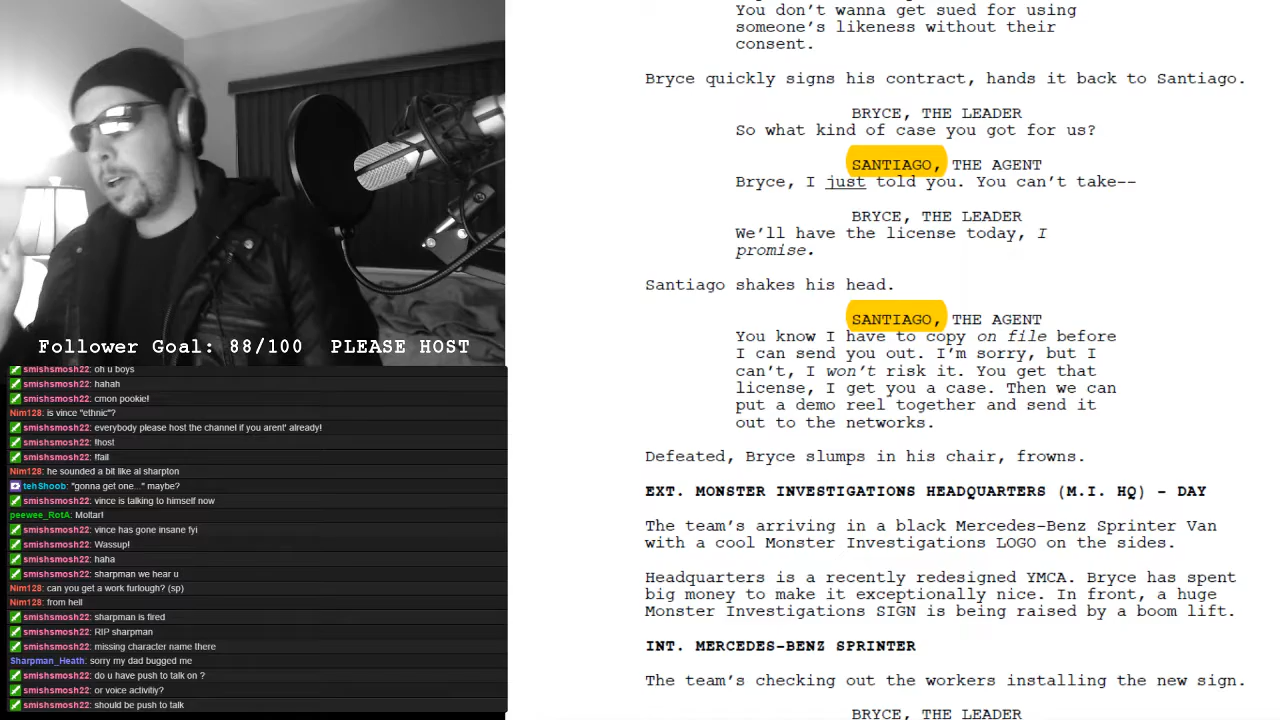 You don't wanna get sued for using
someone's likeness without their
consent.
Bryce quickly signs his contract, hands it back to Santiago.
BRYCE, THE LEADER
So what kind of case you got for us?
SANTIAGO, THE AGENT
Bryce, I just told you. You can't take--
BRYCE, THE LEADER
We'll have the license today, I
promise.
Santiago shakes his head.
SANTIAGO, THE AGENT
You know I have to copy on file before
I can send you out. I'm sorry, but I
can't, I won't risk it. You get that
license, I get you a case. Then we can
put a demo reel together and send it
out to the networks.
Defeated, Bryce slumps in his chair, frowns.
EXT. MONSTER INVESTIGATIONS HEADQUARTERS (M.I. HQ) - DAY
The team's arriving in a black Mercedes-Benz Sprinter Van
with a cool Monster Investigations LOGO on the sides.
Headquarters is a recently redesigned YMCA. Bryce has spent
big money to make it exceptionally nice. In front, a huge
Monster Investigations SIGN is being raised by a boom lift.
INT. MERCEDES-BENZ SPRINTER
The team's checking out the workers installing the new sign.
BRYCE, THE LEADER
Follower Goal: 88/100 PLEASE HOST
smishsmosh22: oh u boys
smishsmosh22: hahah
smishsmosh22: cmon pookie!
Nim128: is vince "ethnic"?
smishsmosh22: everybody please host the channel if you arent' already!
smishsmosh22: !host
smishsmosh22: !fail
Nim128: he sounded a bit like al sharpton
tehShoob: "gonna get one..." maybe?
smishsmosh22: vince is talking to himself now
peewee_RotA: Moltar!
smishsmosh22: vince has gone insane fyi
smishsmosh22: Wassup!
smishsmosh22: haha
smishsmosh22: sharpman we hear u
Nim128: can you get a work furlough? (sp)
Nim128: from hell
smishsmosh22: sharpman is fired
smishsmosh22: RIP sharpman
smishsmosh22: missing character name there
Sharpman_Heath: sorry my dad bugged me
smishsmosh22: do u have push to talk on ?
smishsmosh22: or voice activitiy?
smishsmosh22: should be push to talk